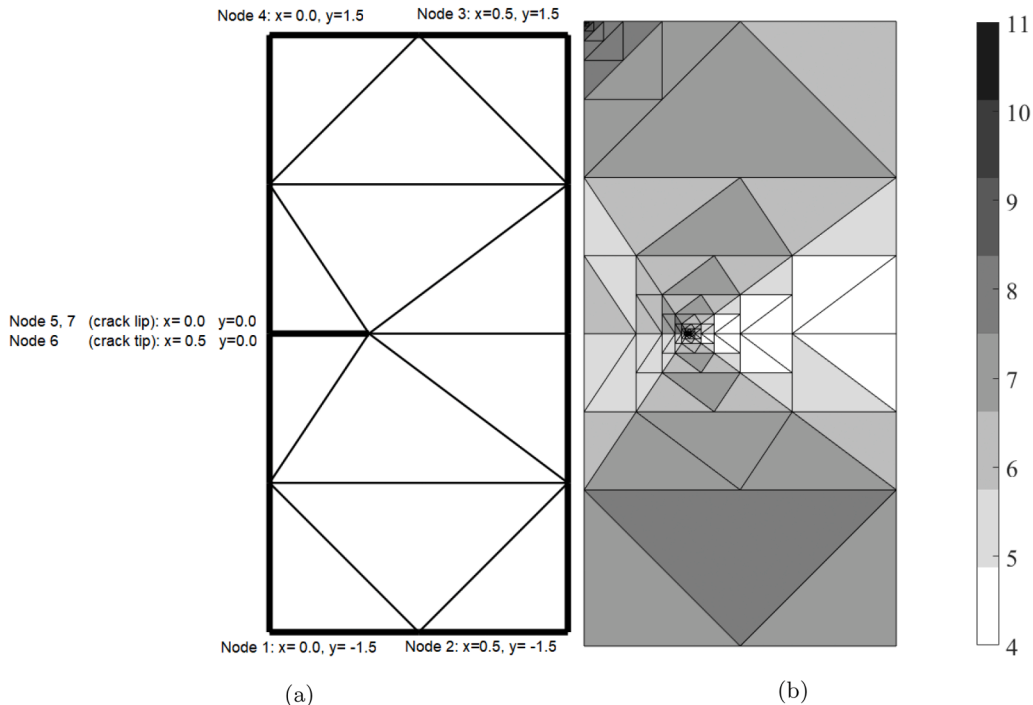 Node 4: x= 0.0, y=1.5
Node 3: x=0.5, y=1.5
Node 5, 7 (crack lip): x= 0.0 y=0.0
Node 6 (crack tip): x= 0.5 y=0.0
Node 1: x= 0.0, y= -1.5
Node 2: x=0.5, y= -1.5
(a)
11
10
9
8
7
6
5
4
(b)